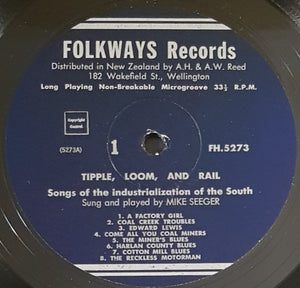 FOLKWAYS Records
Distributed in New Zealand by A.H. & A.W. Reed
182 Wakefield St., Wellington
Long Playing Non-Breakable Microgroove 33⅓ R.P.M.
Copyright
Control
(5273A)
1
FH.5273
TIPPLE, LOOM, AND RAIL
Songs of the industrialization of the South
Sung and played by MIKE SEEGER
1. A FACTORY GIRL
2. COAL CREEK TROUBLES
3. EDWARD LEWIS
4. COME ALL YOU COAL MINERS
5. THE MINER'S BLUES
6. HARLAN COUNTY BLUES
7. COTTON MILL BLUES
8. THE RECKLESS MOTORMAN